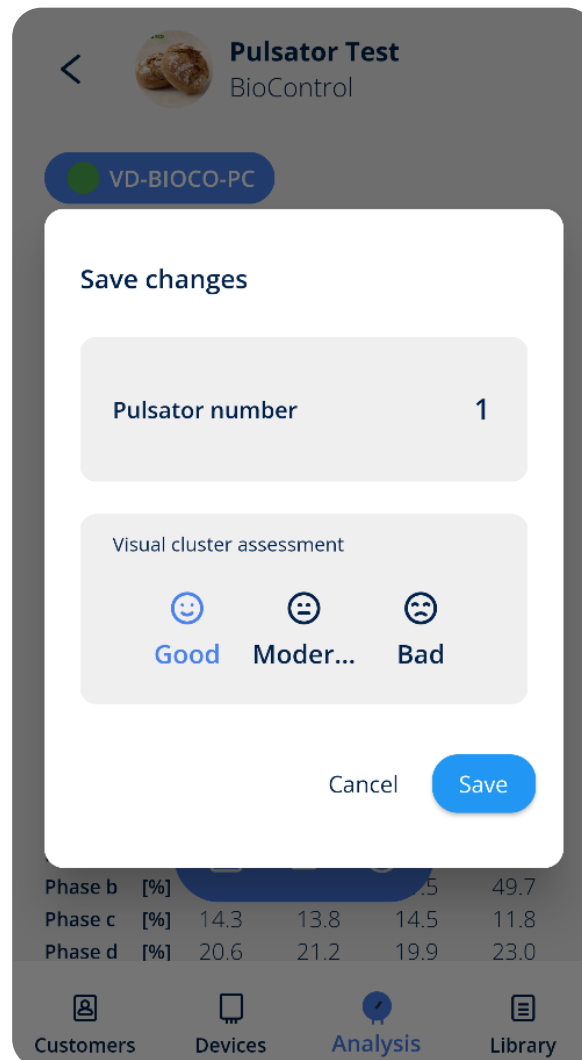 Pulsator Test
BioControl
VD-BIOCO-PC
Save changes
Pulsator number 1
Visual cluster assessment
Good Moder... Bad
Cancel Save
Phase b [%] 49.7
Phase c [%] 14.3 13.8 14.5 11.8
Phase d [%] 20.6 21.2 19.9 23.0
Customers Devices Analysis Library